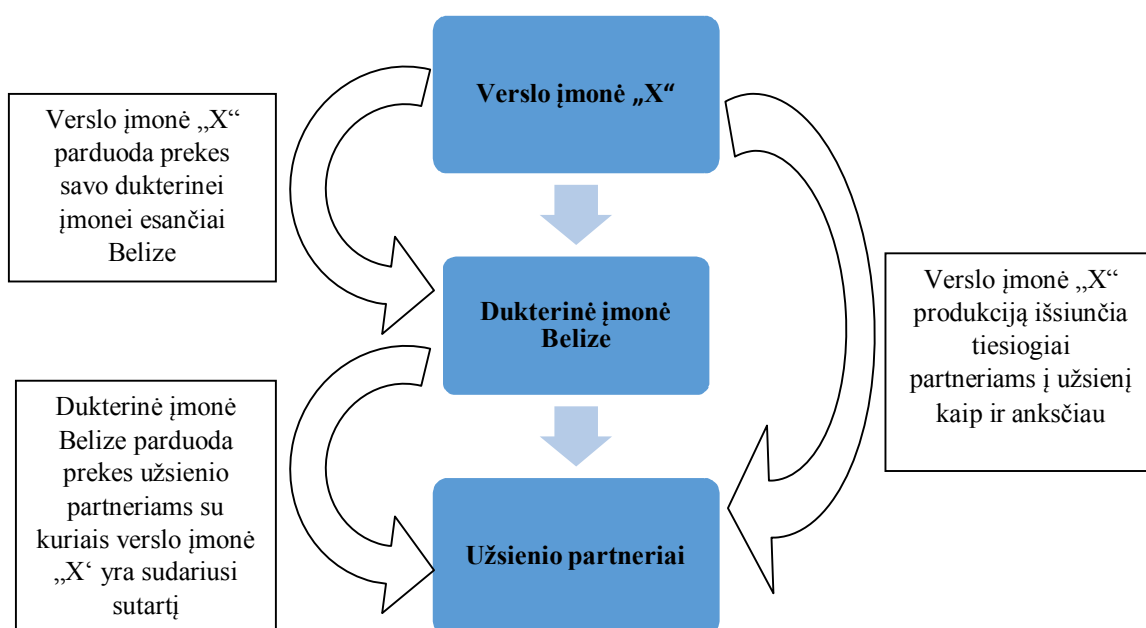 Verslo įmonė „X“
Verslo įmonė „X“
parduoda prekes
savo dukterinei
įmonei esančiai
Belize
Dukterinė įmonė
Belize
Verslo įmonė „X“
produkciją išsiunčia
tiesiogiai
partneriams į užsienį
kaip ir anksčiau
Dukterinė įmonė
Belize parduoda
prekes užsienio
partneriams su
kuriais verslo įmonė
„X‘ yra sudariusi
sutartį
Užsienio partneriai